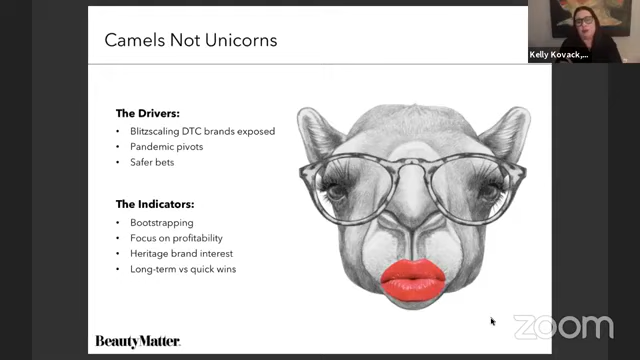 Camels Not Unicorns
Kelly Kovack,...
The Drivers:
• Blitzscaling DTC brands exposed
• Pandemic pivots
• Safer bets
The Indicators:
• Bootstrapping
• Focus on profitability
• Heritage brand interest
• Long-term vs quick wins
BeautyMatter.
zoom